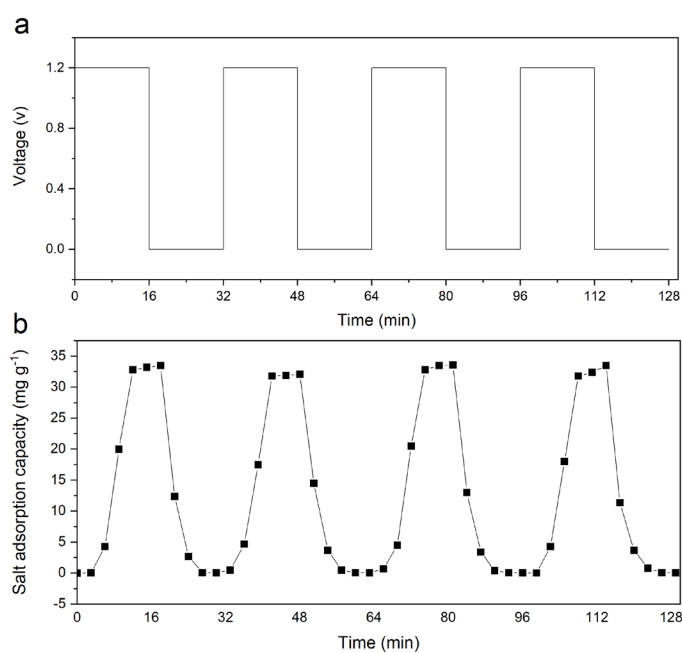 a
1.2
0.8
0.4
0.0
Voltage (v)
0 16 32 48 64 80 96 112 128
Time (min)
b
35
30
25
20
15
10
5
0
-5
Salt adsorption capacity (mg g⁻¹)
0 16 32 48 64 80 96 112 128
Time (min)